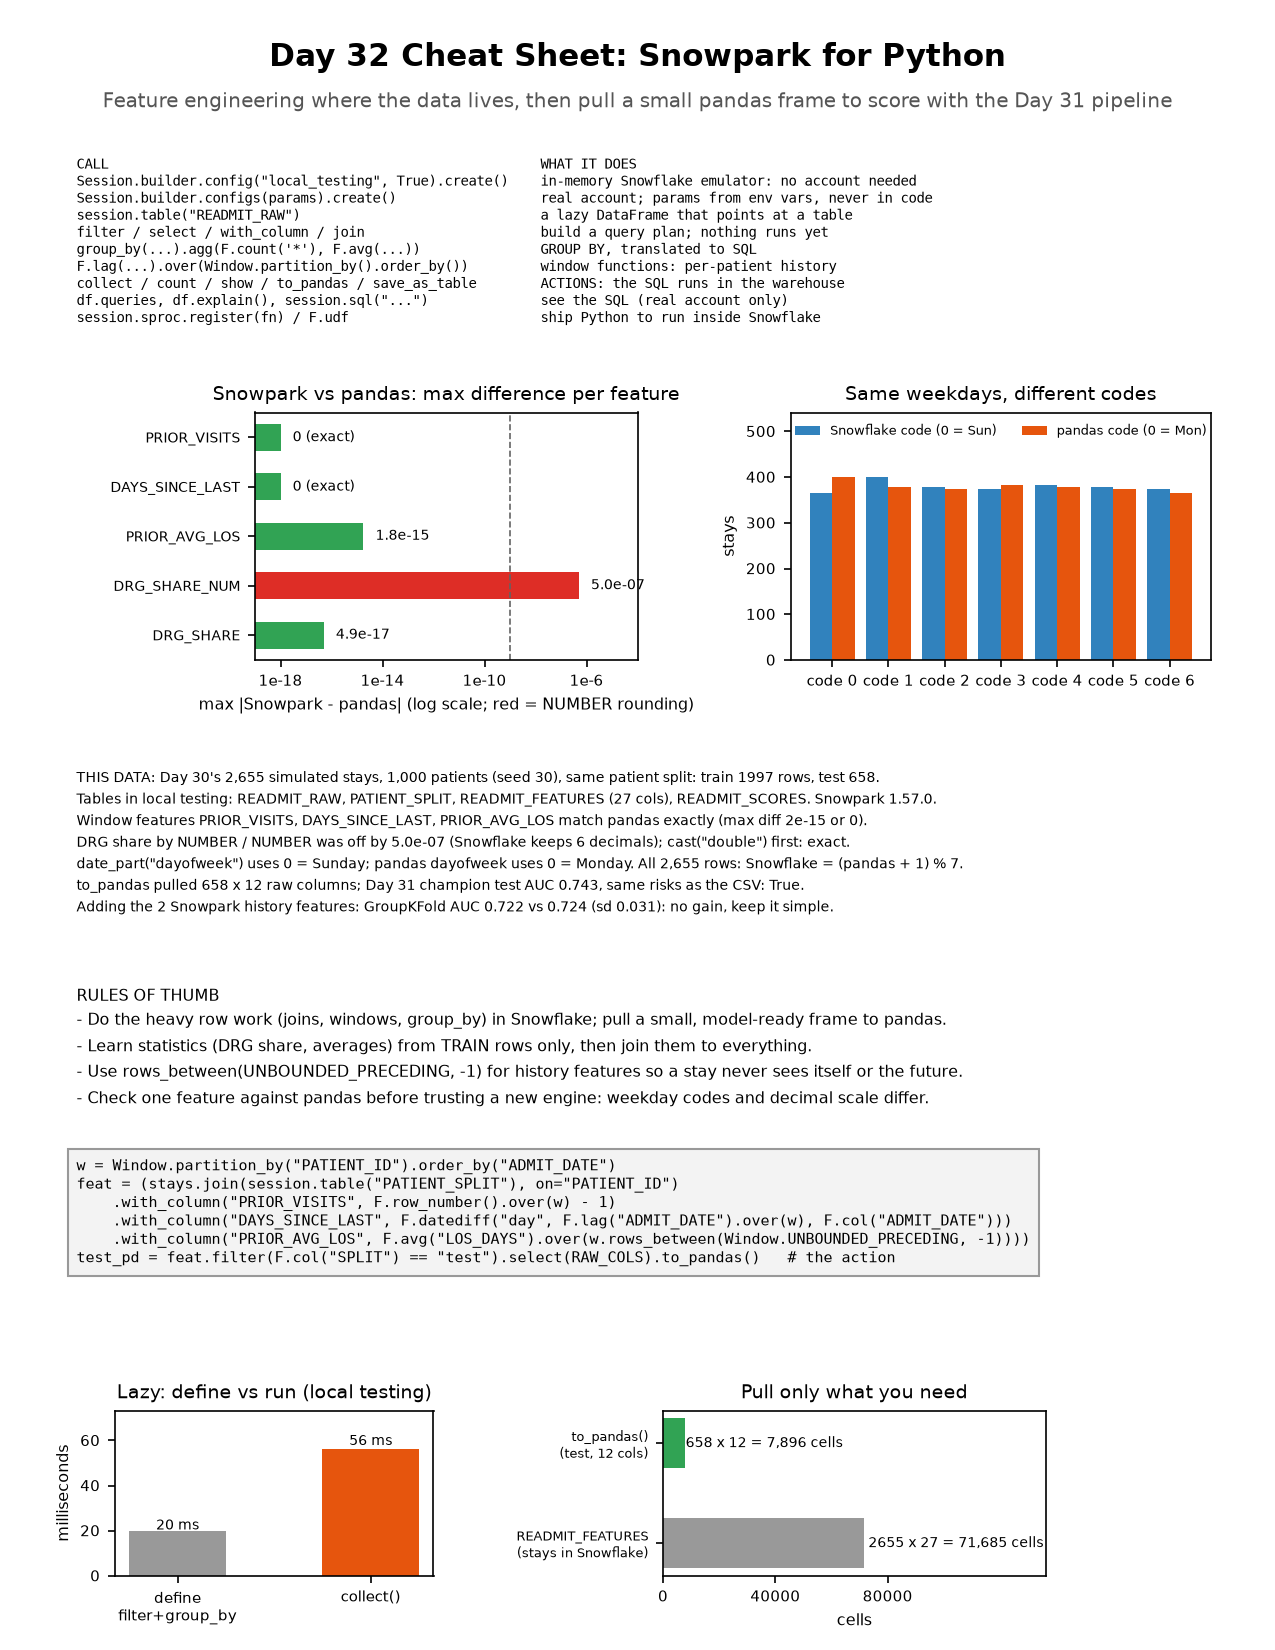 Day 32 Cheat Sheet: Snowpark for Python
Feature engineering where the data lives, then pull a small pandas frame to score with the Day 31 pipeline
CALL
Session.builder.config("local_testing", True).create()
Session.builder.configs(params).create()
session.table("READMIT_RAW")
filter / select / with_column / join
group_by(...).agg(F.count('*'), F.avg(...))
F.lag(...).over(Window.partition_by().order_by())
collect / count / show / to_pandas / save_as_table
df.queries, df.explain(), session.sql("...")
session.sproc.register(fn) / F.udf
WHAT IT DOES
in-memory Snowflake emulator: no account needed
real account; params from env vars, never in code
a lazy DataFrame that points at a table
build a query plan; nothing runs yet
GROUP BY, translated to SQL
window functions: per-patient history
ACTIONS: the SQL runs in the warehouse
see the SQL (real account only)
ship Python to run inside Snowflake
Snowpark vs pandas: max difference per feature
PRIOR_VISITS
0 (exact)
DAYS_SINCE_LAST
0 (exact)
PRIOR_AVG_LOS
1.8e-15
DRG_SHARE_NUM
5.0e-07
DRG_SHARE
4.9e-17
1e-18
1e-14
1e-10
1e-6
max |Snowpark - pandas| (log scale; red = NUMBER rounding)
Same weekdays, different codes
Snowflake code (0 = Sun)
pandas code (0 = Mon)
stays
500
400
300
200
100
0
code 0
code 1
code 2
code 3
code 4
code 5
code 6
THIS DATA: Day 30's 2,655 simulated stays, 1,000 patients (seed 30), same patient split: train 1997 rows, test 658.
Tables in local testing: READMIT_RAW, PATIENT_SPLIT, READMIT_FEATURES (27 cols), READMIT_SCORES. Snowpark 1.57.0.
Window features PRIOR_VISITS, DAYS_SINCE_LAST, PRIOR_AVG_LOS match pandas exactly (max diff 2e-15 or 0).
DRG share by NUMBER / NUMBER was off by 5.0e-07 (Snowflake keeps 6 decimals); cast("double") first: exact.
date_part("dayofweek") uses 0 = Sunday; pandas dayofweek uses 0 = Monday. All 2,655 rows: Snowflake = (pandas + 1) % 7.
to_pandas pulled 658 x 12 raw columns; Day 31 champion test AUC 0.743, same risks as the CSV: True.
Adding the 2 Snowpark history features: GroupKFold AUC 0.722 vs 0.724 (sd 0.031): no gain, keep it simple.
RULES OF THUMB
- Do the heavy row work (joins, windows, group_by) in Snowflake; pull a small, model-ready frame to pandas.
- Learn statistics (DRG share, averages) from TRAIN rows only, then join them to everything.
- Use rows_between(UNBOUNDED_PRECEDING, -1) for history features so a stay never sees itself or the future.
- Check one feature against pandas before trusting a new engine: weekday codes and decimal scale differ.
w = Window.partition_by("PATIENT_ID").order_by("ADMIT_DATE")
feat = (stays.join(session.table("PATIENT_SPLIT"), on="PATIENT_ID")
    .with_column("PRIOR_VISITS", F.row_number().over(w) - 1)
    .with_column("DAYS_SINCE_LAST", F.datediff("day", F.lag("ADMIT_DATE").over(w), F.col("ADMIT_DATE")))
    .with_column("PRIOR_AVG_LOS", F.avg("LOS_DAYS").over(w.rows_between(Window.UNBOUNDED_PRECEDING, -1))))
test_pd = feat.filter(F.col("SPLIT") == "test").select(RAW_COLS).to_pandas()   # the action
Lazy: define vs run (local testing)
milliseconds
60
40
20
0
20 ms
56 ms
define
filter+group_by
collect()
Pull only what you need
to_pandas()
(test, 12 cols)
658 x 12 = 7,896 cells
READMIT_FEATURES
(stays in Snowflake)
2655 x 27 = 71,685 cells
0
40000
80000
cells